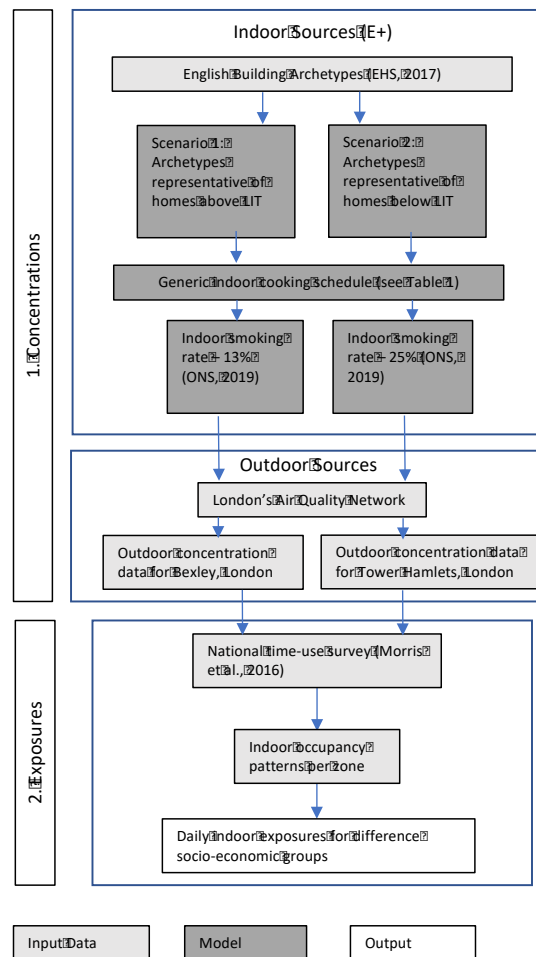 Indoor Sources (E+)
English Building Archetypes (EHS, 2017)
Scenario 1:
Archetypes
representative of
homes above LIT
Scenario 2:
Archetypes
representative of
homes below LIT
Generic indoor cooking schedule (see Table 1)
Indoor smoking
rate – 13%
(ONS, 2019)
Indoor smoking
rate – 25% (ONS,
2019)
1. Concentrations
Outdoor Sources
London's Air Quality Network
Outdoor concentration
data for Bexley, London
Outdoor concentration data
for Tower Hamlets, London
2. Exposures
National time-use survey (Morris
et al., 2016)
Indoor occupancy
patterns per zone
Daily indoor exposures for difference
socio-economic groups
Input Data
Model
Output